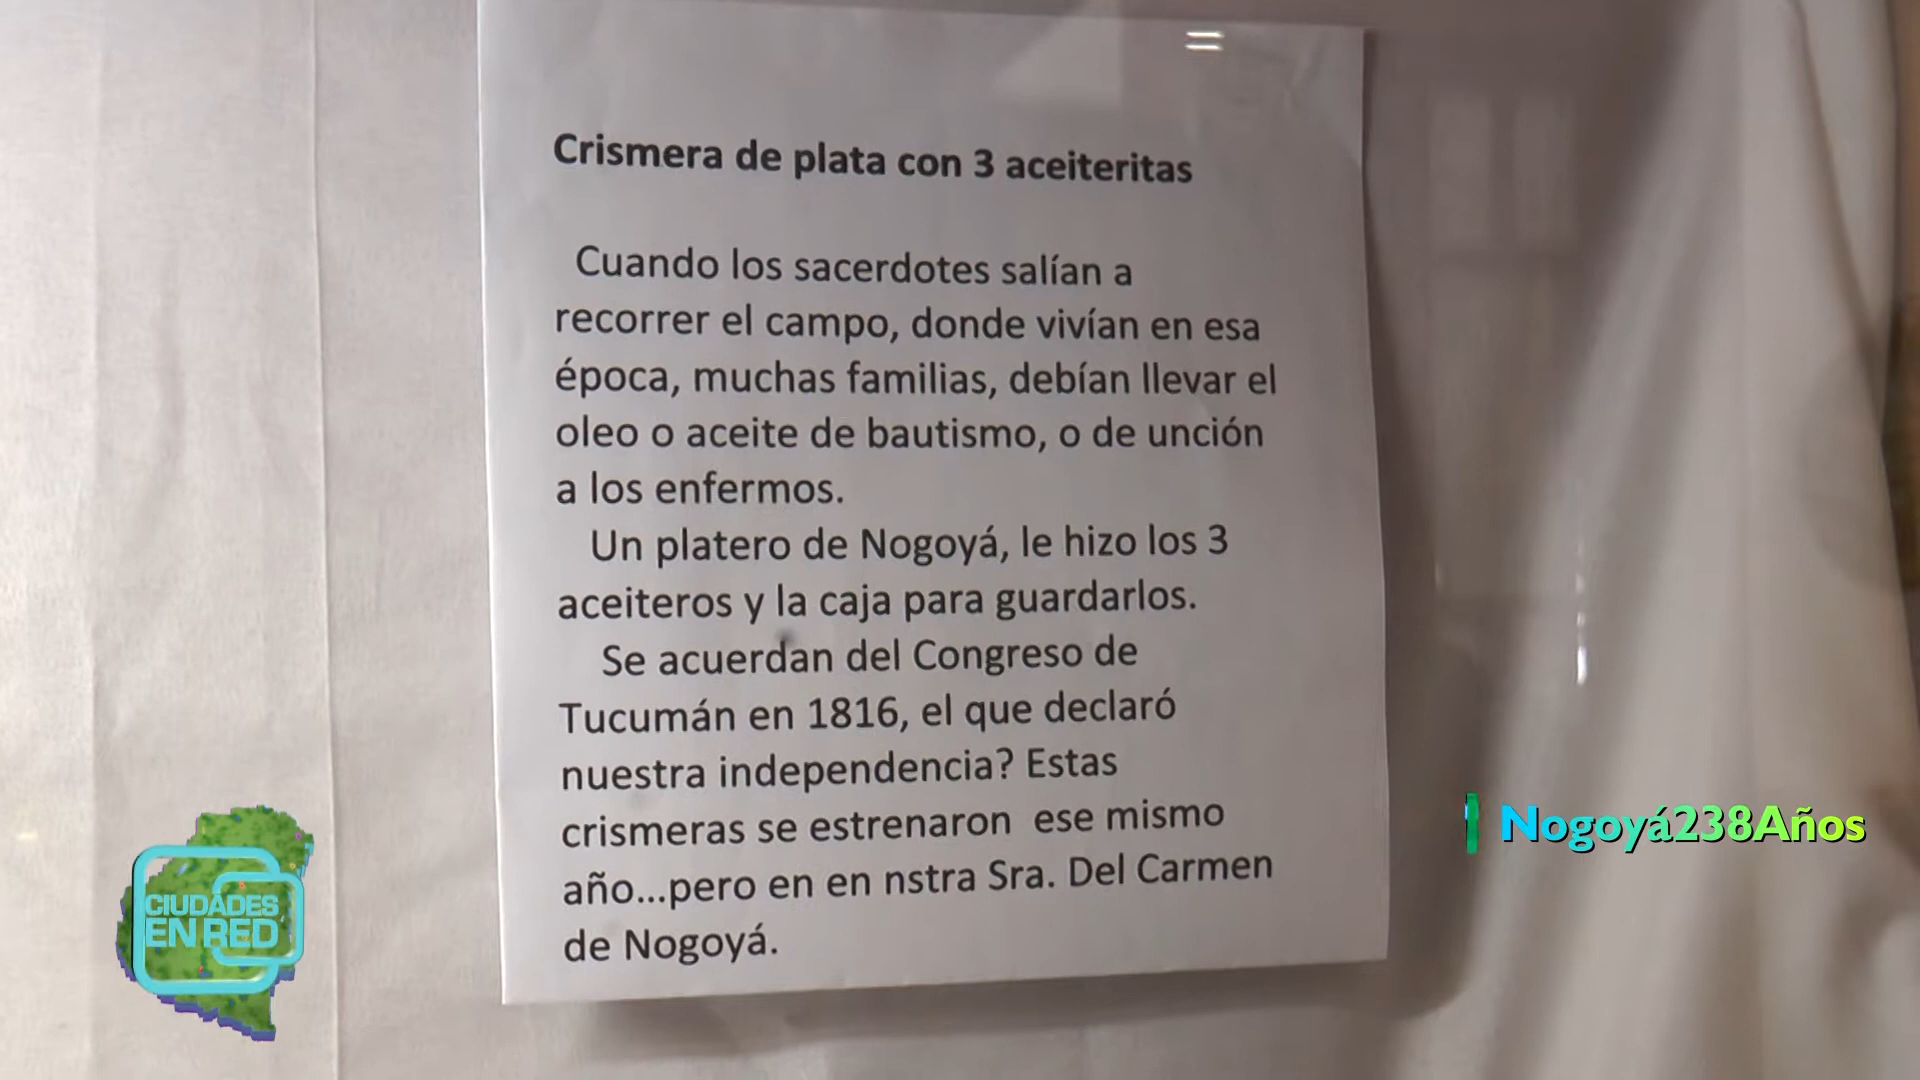 Crismera de plata con 3 aceiteritas
Cuando los sacerdotes salían a
recorrer el campo, donde vivían en esa
época, muchas familias, debían llevar el
oleo o aceite de bautismo, o de unción
a los enfermos.
Un platero de Nogoyá, le hizo los 3
aceiteros y la caja para guardarlos.
Se acuerdan del Congreso de
Tucumán en 1816, el que declaró
nuestra independencia? Estas
crismeras se estrenaron ese mismo
año...pero en en nstra Sra. Del Carmen
de Nogoyá.
CIUDADES
EN RED
Nogoyá238Años